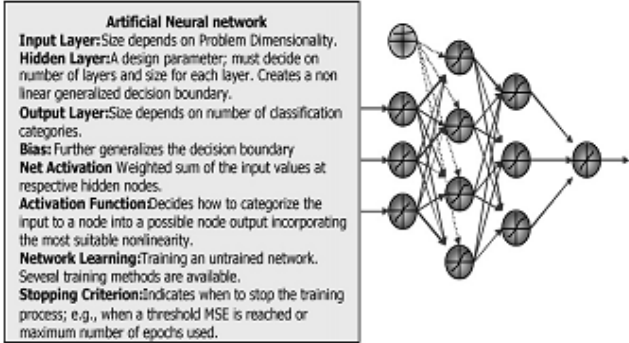 Artificial Neural network
Input Layer:Size depends on Problem Dimensionality.
Hidden Layer:A design parameter; must decide on
number of layers and size for each layer. Creates a non
linear generalized decision boundary.
Output Layer:Size depends on number of classification
categories.
Bias: Further generalizes the decision boundary
Net Activation Weighted sum of the input values at
respective hidden nodes.
Activation Function:Decides how to categorize the
input to a node into a possible node output incorporating
the most suitable nonlinearity.
Network Learning:Training an untrained network.
Several training methods are available.
Stopping Criterion:Indicates when to stop the training
process; e.g., when a threshold MSE is reached or
maximum number of epochs used.